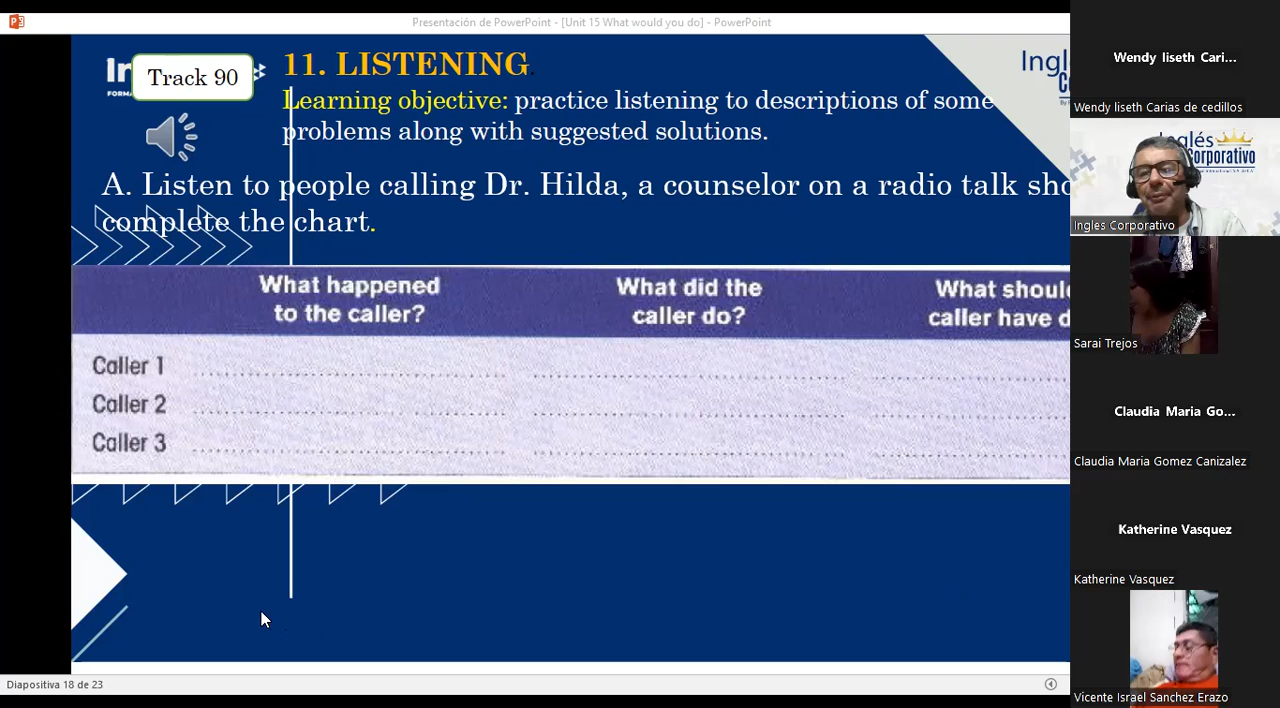 Presentación de PowerPoint - [Unit 15 What would you do] - PowerPoint
Track 90
11. LISTENING.
Learning objective: practice listening to descriptions of some
problems along with suggested solutions.
A. Listen to people calling Dr. Hilda, a counselor on a radio talk sho
complete the chart.
What happened
to the caller?
What did the
caller do?
What shoul
caller have d
Caller 1
Caller 2
Caller 3
Diapositiva 18 de 23
Wendy liseth Cari...
Wendy liseth Carias de cedillos
Inglés
Corporativo
Ingles Corporativo
Sarai Trejos
Claudia Maria Go...
Claudia Maria Gomez Canizalez
Katherine Vasquez
Katherine Vasquez
Vicente Israel Sanchez Erazo